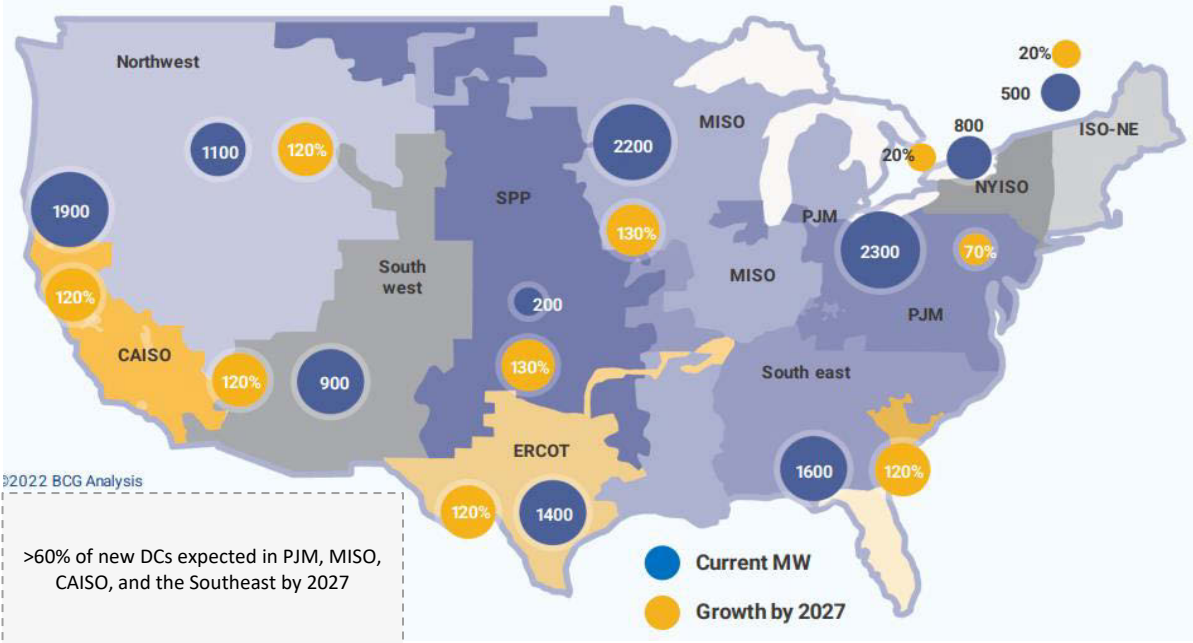 Northwest
1100
120%
1900
120%
CAISO
120%
900
South
west
SPP
200
130%
2200
130%
MISO
MISO
PJM
2300
70%
PJM
20%
500
800
20%
ISO-NE
NYISO
South east
1600
120%
ERCOT
120%
1400
©2022 BCG Analysis
>60% of new DCs expected in PJM, MISO,
CAISO, and the Southeast by 2027
Current MW
Growth by 2027